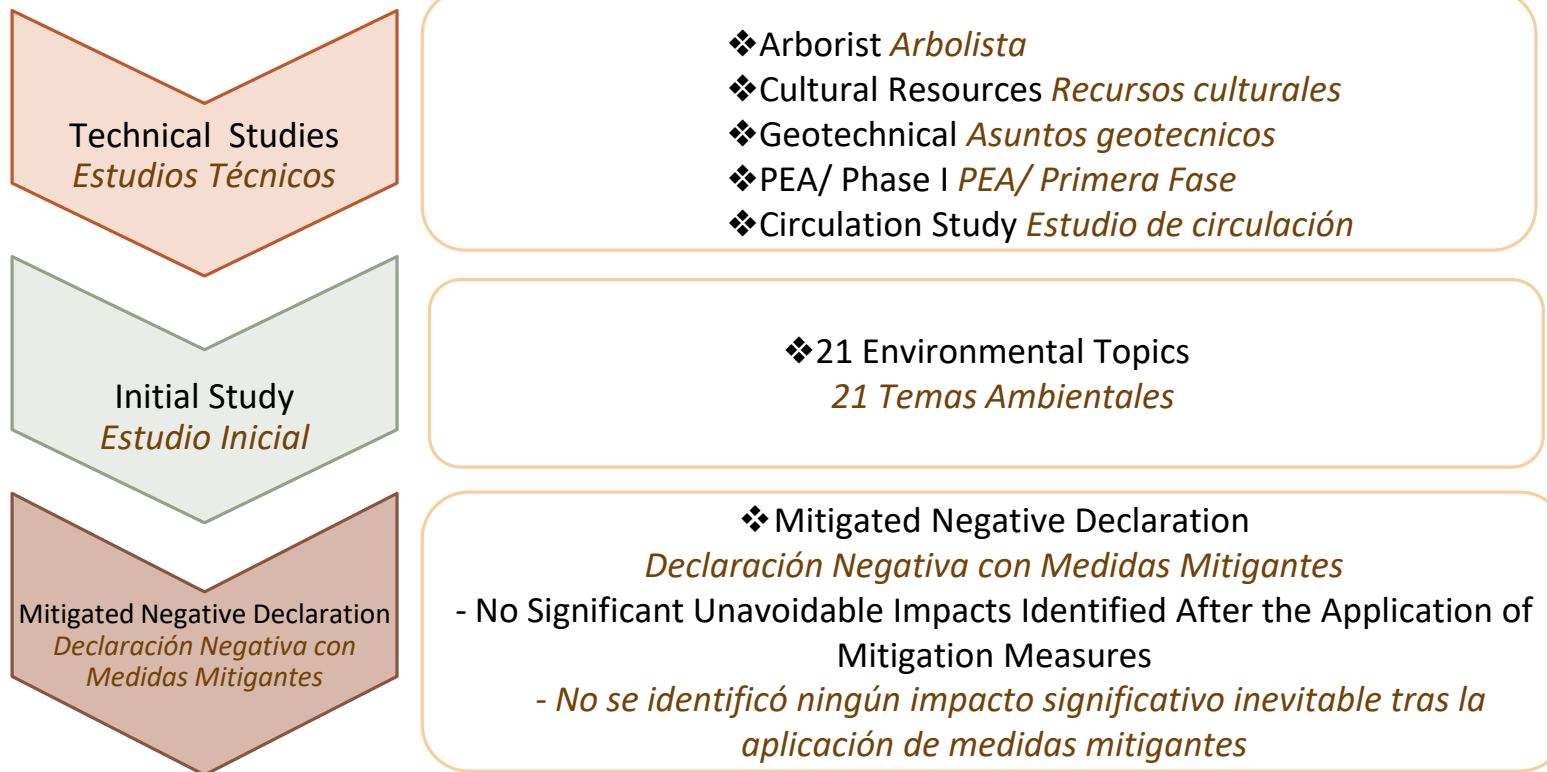 Technical Studies
Estudios Técnicos
❖Arborist Arbolista
❖Cultural Resources Recursos culturales
❖Geotechnical Asuntos geotecnicos
❖PEA/ Phase I PEA/ Primera Fase
❖Circulation Study Estudio de circulación
Initial Study
Estudio Inicial
❖21 Environmental Topics
21 Temas Ambientales
Mitigated Negative Declaration
Declaración Negativa con
Medidas Mitigantes
❖Mitigated Negative Declaration
Declaración Negativa con Medidas Mitigantes
- No Significant Unavoidable Impacts Identified After the Application of
Mitigation Measures
- No se identificó ningún impacto significativo inevitable tras la
aplicación de medidas mitigantes